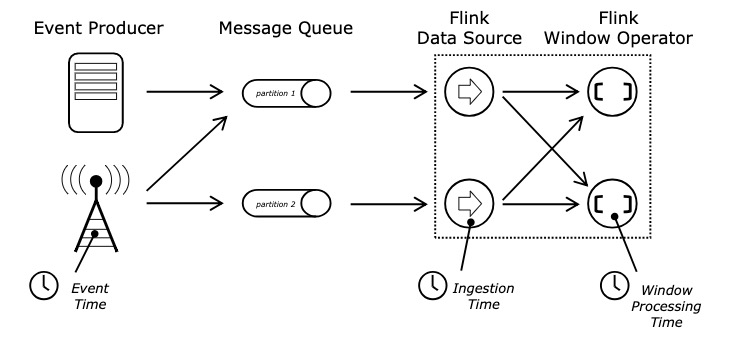 Event Producer
Message Queue
Flink
Data Source
Flink
Window Operator
partition 1
partition 2
Event
Time
Ingestion
Time
Window
Processing
Time